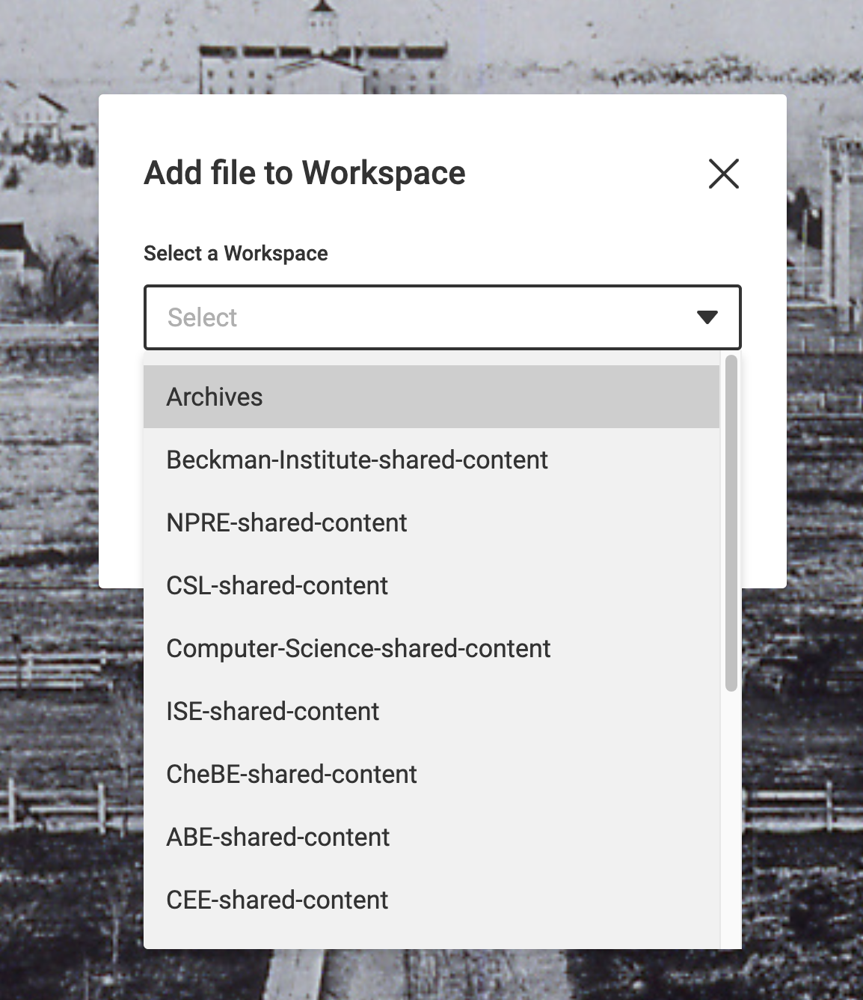 Add file to Workspace
Select a Workspace
Select
Archives
Beckman-Institute-shared-content
NPRE-shared-content
CSL-shared-content
Computer-Science-shared-content
ISE-shared-content
CheBE-shared-content
ABE-shared-content
CEE-shared-content